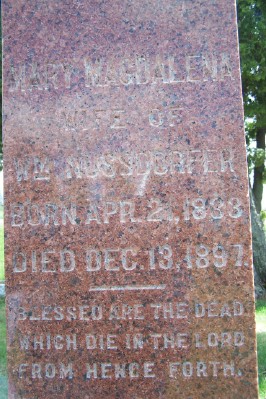 MARY MAGDALENA
WIFE OF
WM NUSSDORFER
BORN APR. 2
DIED DEC. 13, 1897
BLESSED ARE THE DEAD
WHICH DIE IN THE LORD
FROM HENCE FORTH.